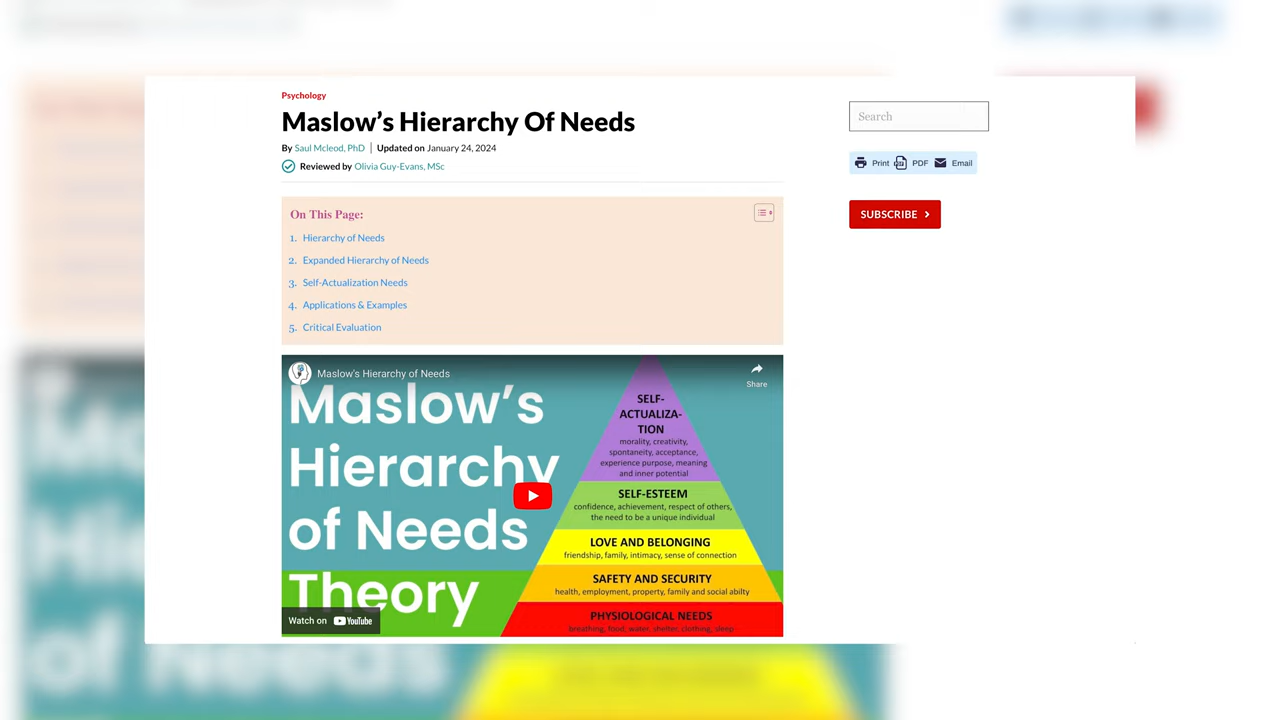 Psychology
Maslow's Hierarchy Of Needs
By Saul Mcleod, PhD | Updated on January 24, 2024
Reviewed by Olivia Guy-Evans, MSc
Search
Print PDF Email
SUBSCRIBE
On This Page:
1. Hierarchy of Needs
2. Expanded Hierarchy of Needs
3. Self-Actualization Needs
4. Applications & Examples
5. Critical Evaluation
Maslow's Hierarchy of Needs
Share
Maslow's
Hierarchy
of Needs
Theory
Watch on YouTube
SELF-
ACTUALIZA-
TION
morality, creativity,
spontaneity, acceptance,
experience purpose, meaning
and inner potential
SELF-ESTEEM
confidence, achievement, respect of others,
the need to be a unique individual
LOVE AND BELONGING
friendship, family, intimacy, sense of connection
SAFETY AND SECURITY
health, employment, property, family and social abilty
PHYSIOLOGICAL NEEDS
breathing, food, water, shelter, clothing, sleep